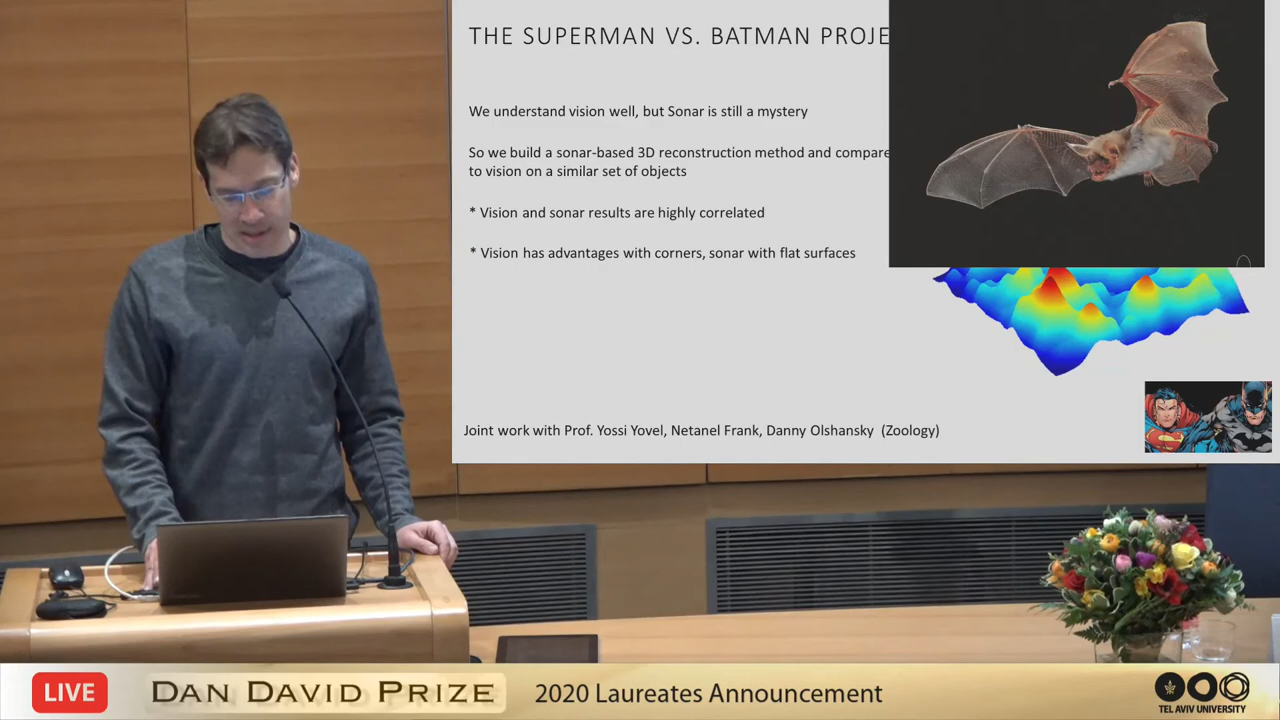 THE SUPERMAN VS. BATMAN PROJE
We understand vision well, but Sonar is still a mystery
So we build a sonar-based 3D reconstruction method and compare
to vision on a similar set of objects
* Vision and sonar results are highly correlated
* Vision has advantages with corners, sonar with flat surfaces
Joint work with Prof. Yossi Yovel, Netanel Frank, Danny Olshansky (Zoology)
LIVE
DAN DAVID PRIZE
2020 Laureates Announcement
TEL AVIV UNIVERSITY